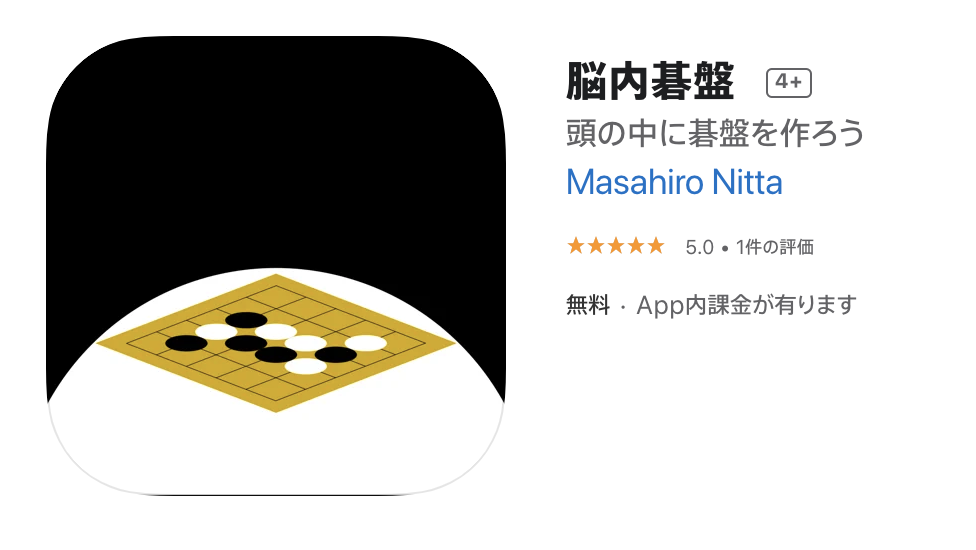 脳内碁盤 4+
頭の中に碁盤を作ろう
Masahiro Nitta
★★★★★ 5.0 • 1件の評価
無料 · App内課金が有ります